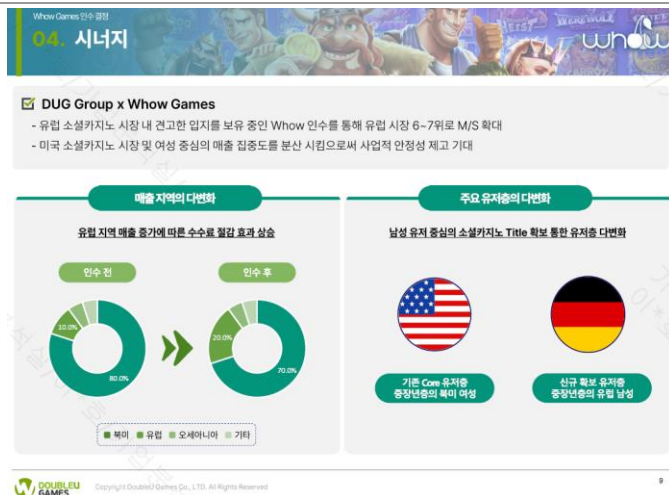 Whow Games 인수 결정
04. 시너지
whow
DUG Group x Whow Games
- 유럽 소셜카지노 시장 내 견고한 입지를 보유 중인 Whow 인수를 통해 유럽 시장 6~7위로 M/S 확대
- 미국 소셜카지노 시장 및 여성 중심의 매출 집중도를 분산 시킴으로써 사업적 안정성 제고 기대
매출 지역의 다변화
유럽 지역 매출 증가에 따른 수수료 절감 효과 상승
인수 전
인수 후
10.0%
80.0%
20.0%
70.0%
북미 유럽 오세아니아 기타
주요 유저층의 다변화
남성 유저 중심의 소셜카지노 Title 확보 통한 유저층 다변화
기존 Core 유저층
중장년층의 북미 여성
신규 확보 유저층
중장년층의 유럽 남성
DOUBLEU
GAMES
Copyright DoubleU Games Co., LTD. All Rights Reserved
9